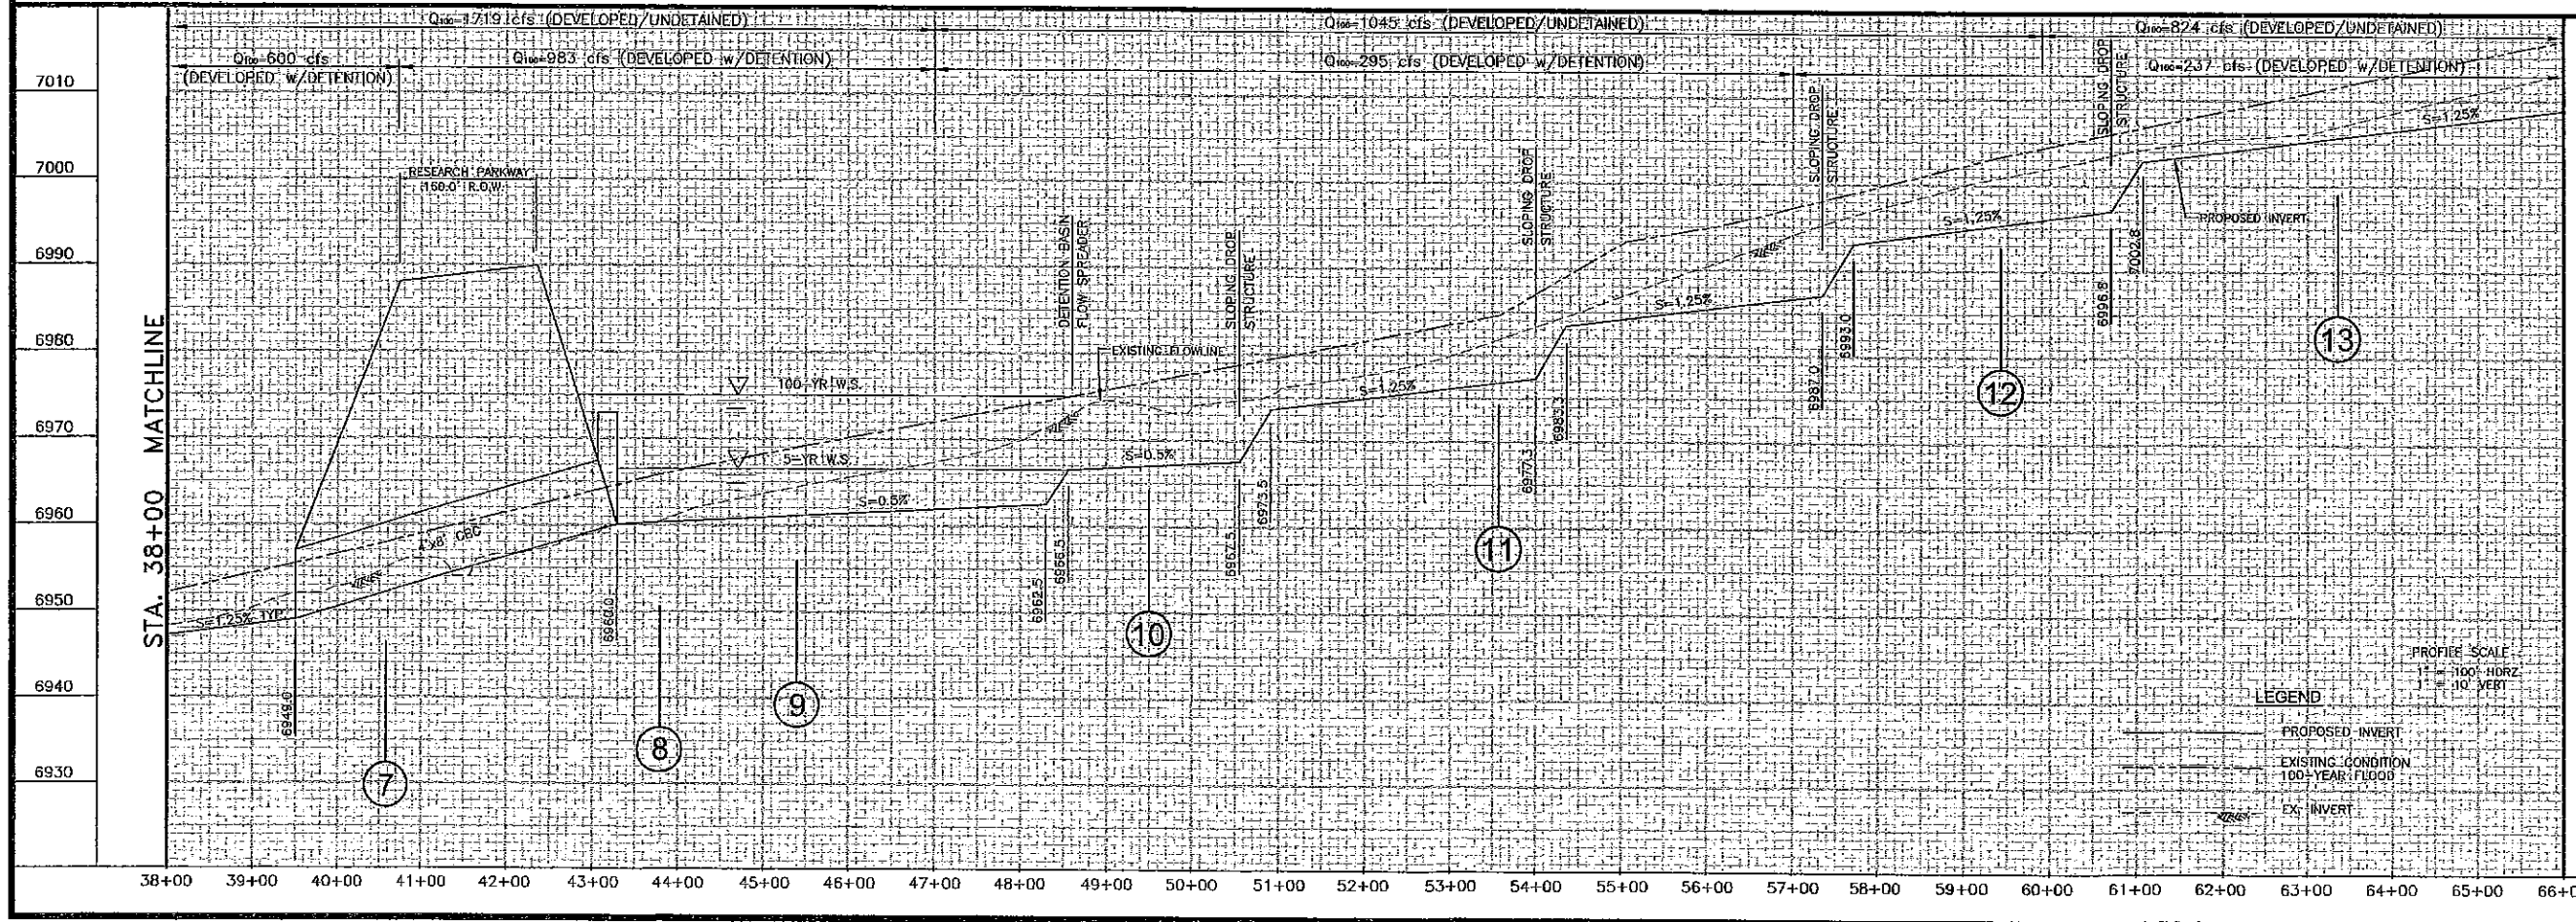 Q100=1719 cfs (DEVELOPED/UNDETAINED)
Q100=1045 cfs (DEVELOPED/UNDETAINED)
Q100=824 cfs (DEVELOPED/UNDETAINED)
Q100=600 cfs
(DEVELOPED w/DETENTION)
Q100=983 cfs (DEVELOPED w/DETENTION)
Q100=295 cfs (DEVELOPED w/DETENTION)
Q100=237 cfs (DEVELOPED w/DETENTION)
7010
7000
6990
6980
6970
6960
6950
6940
6930
STA. 38+00 MATCHLINE
RESEARCH PARKWAY
160.0' R.O.W.
100-YR W.S.
5-YR W.S.
S=1.25% TYP.
S=0.5%
DETENTION BASIN
FLOW SPREADER
EXISTING FLOWLINE
S=0.5%
SLOPING DROP
STRUCTURE
S=1.25%
SLOPING DROP
STRUCTURE
S=1.25%
SLOPING DROP
STRUCTURE
S=1.25%
SLOPING DROP
STRUCTURE
S=1.25%
PROPOSED INVERT
6949.0
6960.0
6962.5
6966.5
6967.5
6973.5
6977.3
6983.3
6987.0
6993.0
6996.8
7002.8
7
8
9
10
11
12
13
PROFILE SCALE
1" = 100' HORZ.
1" = 10' VERT
LEGEND
PROPOSED INVERT
EXISTING CONDITION
100-YEAR FLOOD
EX. INVERT
38+00 39+00 40+00 41+00 42+00 43+00 44+00 45+00 46+00 47+00 48+00 49+00 50+00 51+00 52+00 53+00 54+00 55+00 56+00 57+00 58+00 59+00 60+00 61+00 62+00 63+00 64+00 65+00